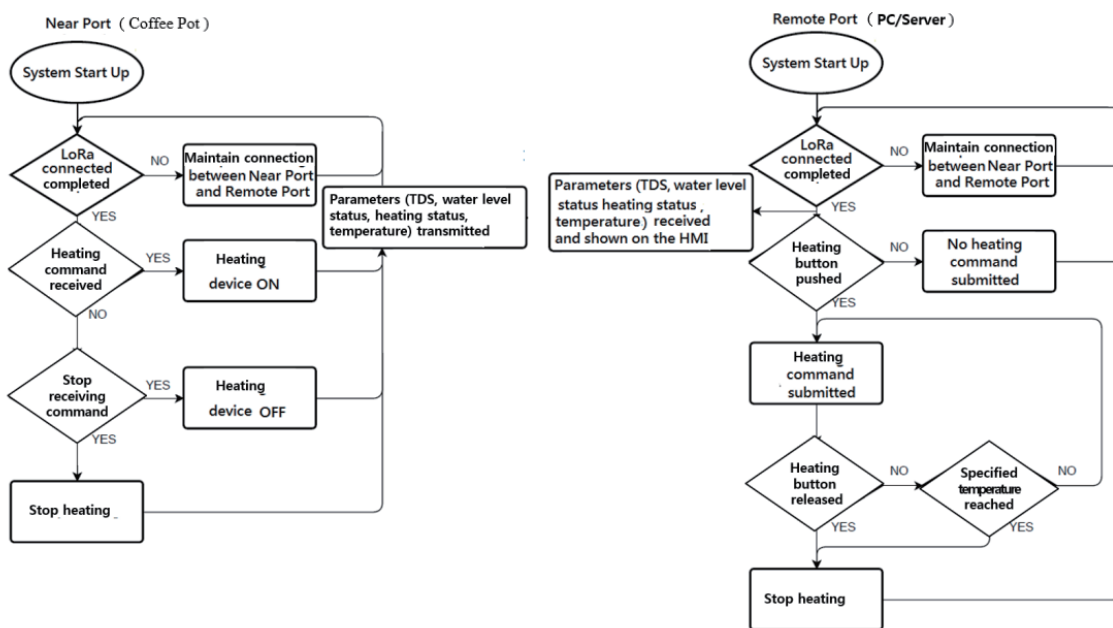 Near Port ( Coffee Pot )
System Start Up
LoRa
connected
completed
NO
Maintain connection
between Near Port
and Remote Port
YES
Parameters (TDS, water level
status, heating status,
temperature) transmitted
Heating
command
received
YES
Heating
device ON
NO
Stop
receiving
command
YES
Heating
device OFF
YES
Stop heating
Remote Port ( PC/Server)
System Start Up
LoRa
connected
completed
NO
Maintain connection
between Near Port
and Remote Port
YES
Parameters (TDS, water level
status heating status ,
temperature) received
and shown on the HMI
Heating
button
pushed
NO
No heating
command
submitted
YES
Heating
command
submitted
Heating
button
released
NO
Specified
temperature
reached
NO
YES
YES
Stop heating